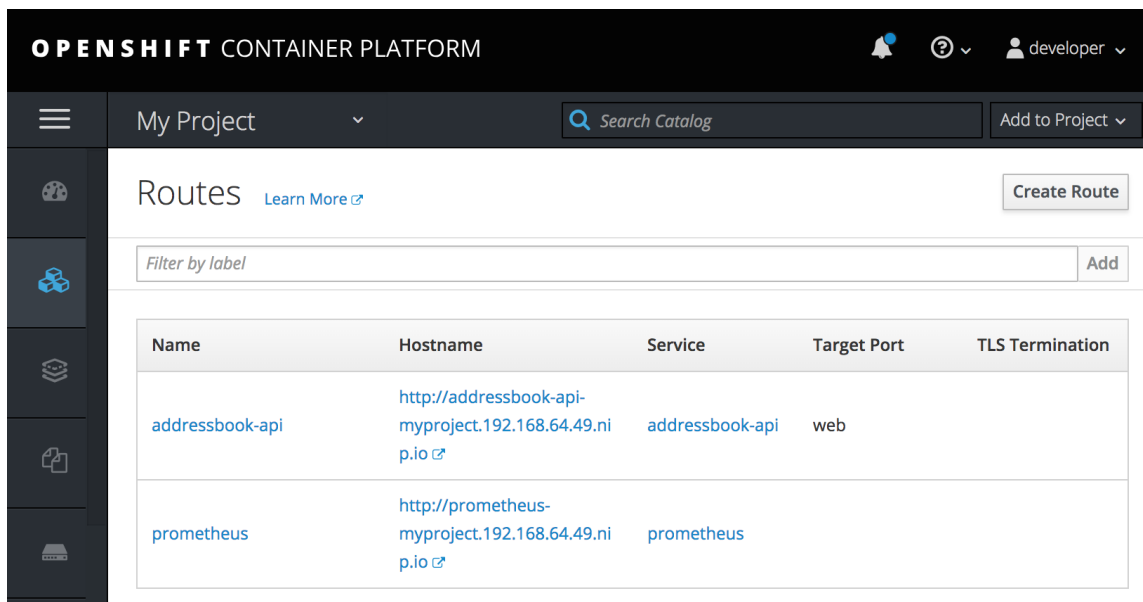 OPENSHIFT CONTAINER PLATFORM
developer
My Project
Search Catalog
Add to Project
Routes
Learn More
Create Route
Filter by label
Add
Name
Hostname
Service
Target Port
TLS Termination
addressbook-api
http://addressbook-api-
myproject.192.168.64.49.ni
p.io
addressbook-api
web
prometheus
http://prometheus-
myproject.192.168.64.49.ni
p.io
prometheus